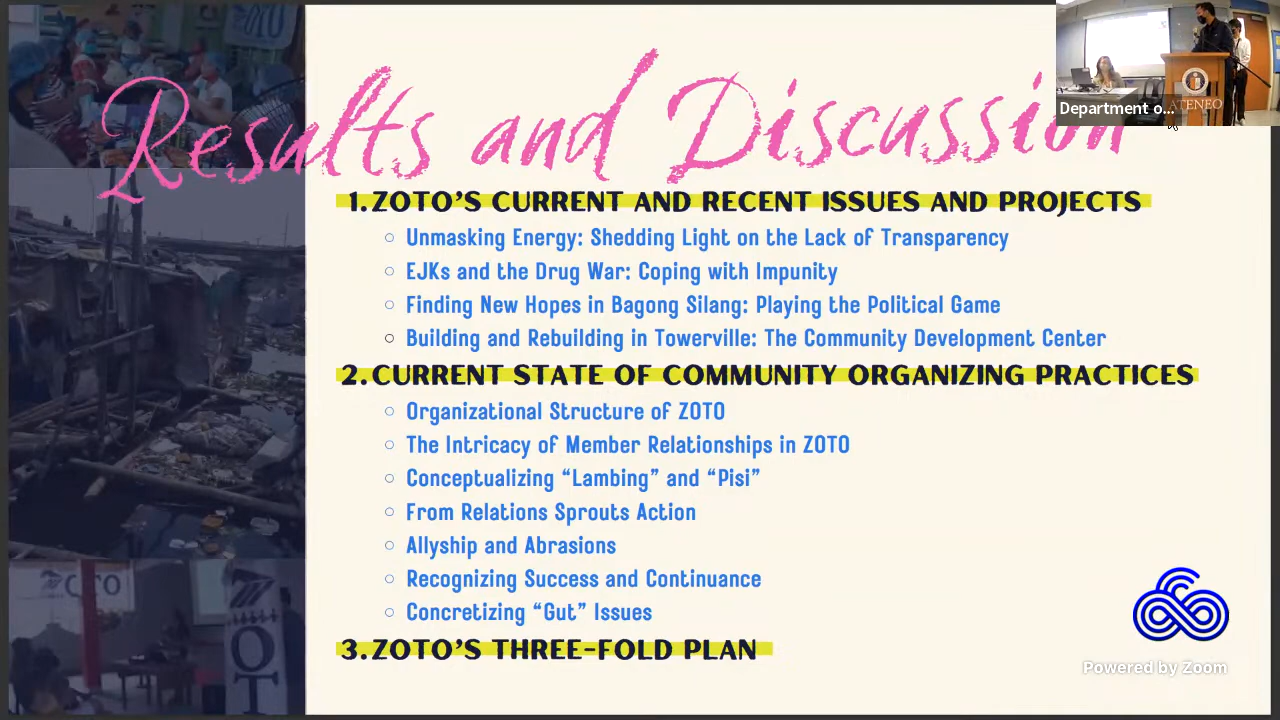 Results and Discussion
Department o...
ATENEO
1. ZOTO'S CURRENT AND RECENT ISSUES AND PROJECTS
Unmasking Energy: Shedding Light on the Lack of Transparency
EJKs and the Drug War: Coping with Impunity
Finding New Hopes in Bagong Silang: Playing the Political Game
Building and Rebuilding in Towerville: The Community Development Center
2. CURRENT STATE OF COMMUNITY ORGANIZING PRACTICES
Organizational Structure of ZOTO
The Intricacy of Member Relationships in ZOTO
Conceptualizing “Lambing” and “Pisi”
From Relations Sprouts Action
Allyship and Abrasions
Recognizing Success and Continuance
Concretizing “Gut” Issues
3. ZOTO'S THREE-FOLD PLAN
ZOTO
ZOTO
Powered by Zoom